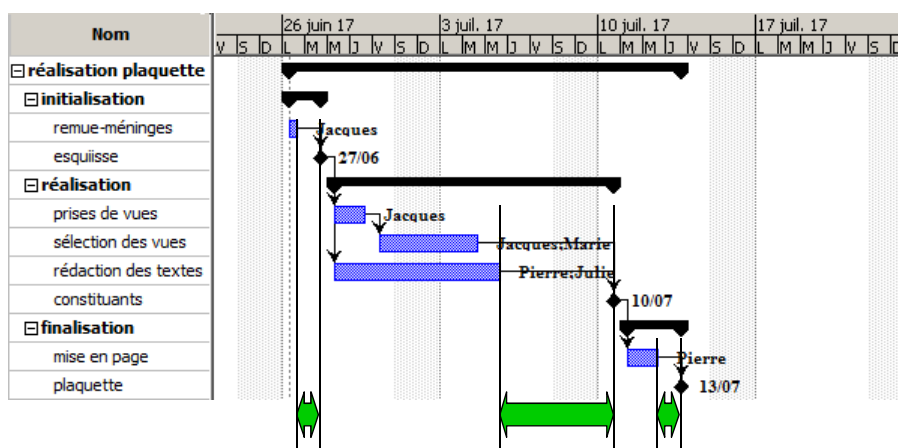 Nom
26 juin 17 3 juil. 17 10 juil. 17 17 juil. 17
V S D L M M J V S D L M M J V S D L M M J V S D L M M J V S D
réalisation plaquette
initialisation
remue-méninges Jacques
esquiisse 27/06
réalisation
prises de vues Jacques
sélection des vues Jacques;Marie
rédaction des textes Pierre;Julie
constituants 10/07
finalisation
mise en page Pierre
plaquette 13/07